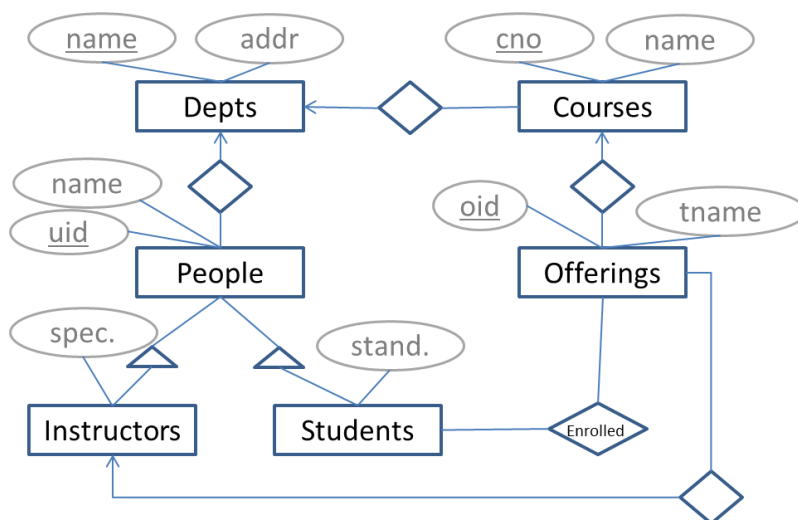 name addr cno name
Depts Courses
name
uid oid tname
People Offerings
spec. stand.
Instructors Students Enrolled